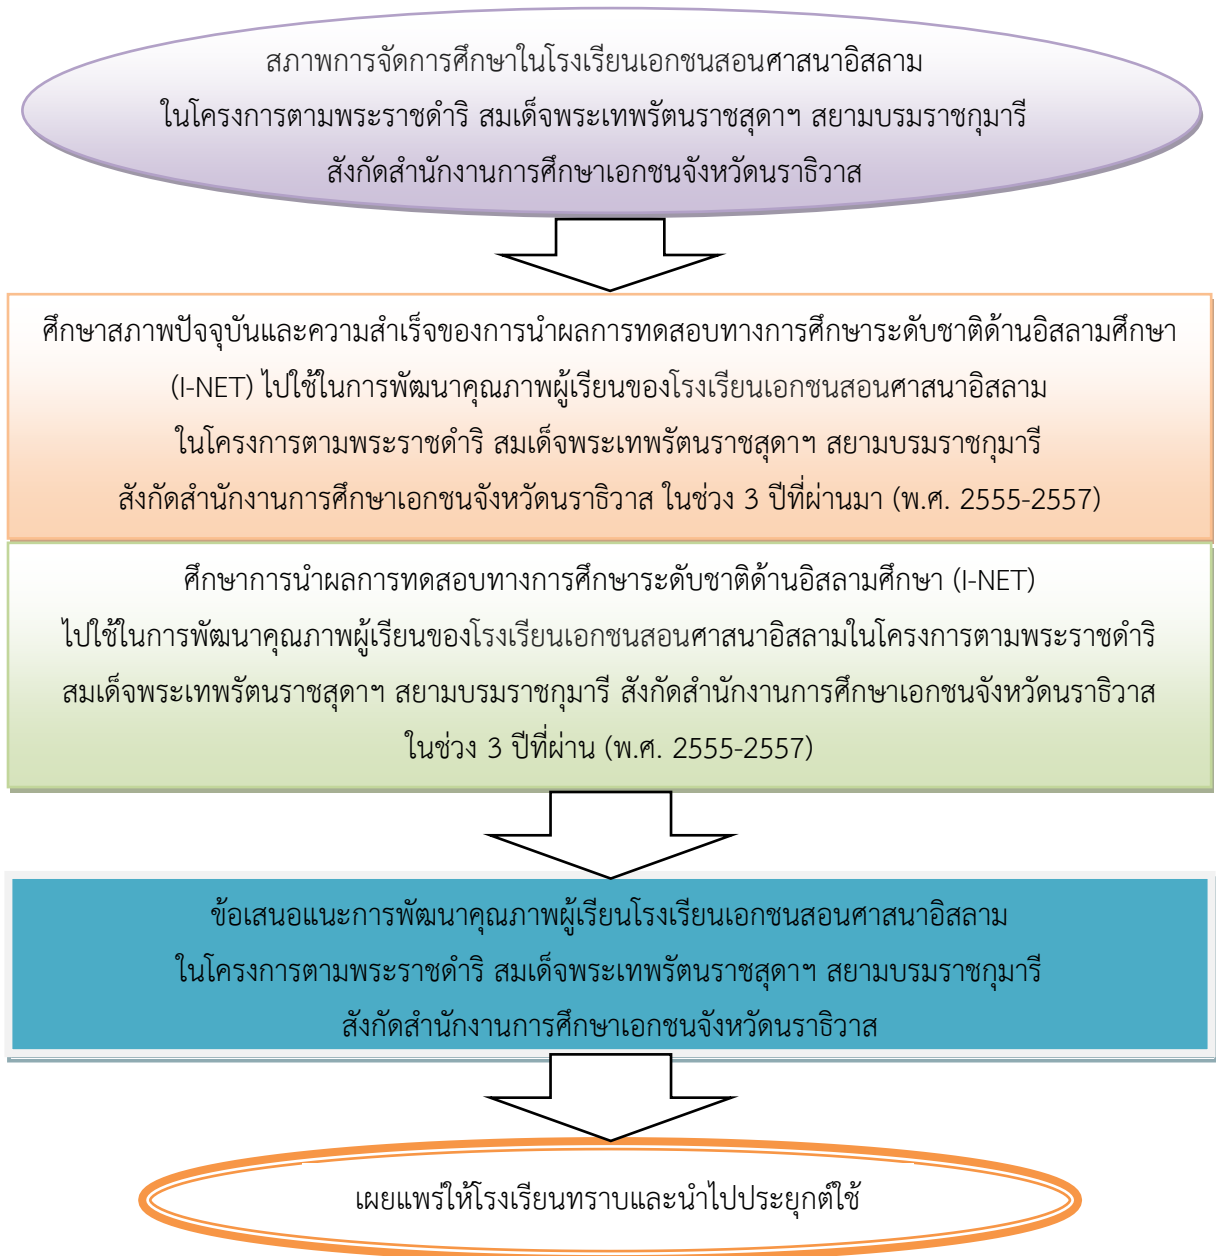 สภาพการจัดการศึกษาในโรงเรียนเอกชนสอนศาสนาอิสลาม
ในโครงการตามพระราชดำริ สมเด็จพระเทพรัตนราชสุดาฯ สยามบรมราชกุมารี
สังกัดสำนักงานการศึกษาเอกชนจังหวัดนราธิวาส
ศึกษาสภาพปัจจุบันและความสำเร็จของการนำผลการทดสอบทางการศึกษาระดับชาติด้านอิสลามศึกษา
(I-NET) ไปใช้ในการพัฒนาคุณภาพผู้เรียนของโรงเรียนเอกชนสอนศาสนาอิสลาม
ในโครงการตามพระราชดำริ สมเด็จพระเทพรัตนราชสุดาฯ สยามบรมราชกุมารี
สังกัดสำนักงานการศึกษาเอกชนจังหวัดนราธิวาส ในช่วง 3 ปีที่ผ่านมา (พ.ศ. 2555-2557)
ศึกษาการนำผลการทดสอบทางการศึกษาระดับชาติด้านอิสลามศึกษา (I-NET)
ไปใช้ในการพัฒนาคุณภาพผู้เรียนของโรงเรียนเอกชนสอนศาสนาอิสลามในโครงการตามพระราชดำริ
สมเด็จพระเทพรัตนราชสุดาฯ สยามบรมราชกุมารี สังกัดสำนักงานการศึกษาเอกชนจังหวัดนราธิวาส
ในช่วง 3 ปีที่ผ่าน (พ.ศ. 2555-2557)
ข้อเสนอแนะการพัฒนาคุณภาพผู้เรียนโรงเรียนเอกชนสอนศาสนาอิสลาม
ในโครงการตามพระราชดำริ สมเด็จพระเทพรัตนราชสุดาฯ สยามบรมราชกุมารี
สังกัดสำนักงานการศึกษาเอกชนจังหวัดนราธิวาส
เผยแพร่ให้โรงเรียนทราบและนำไปประยุกต์ใช้